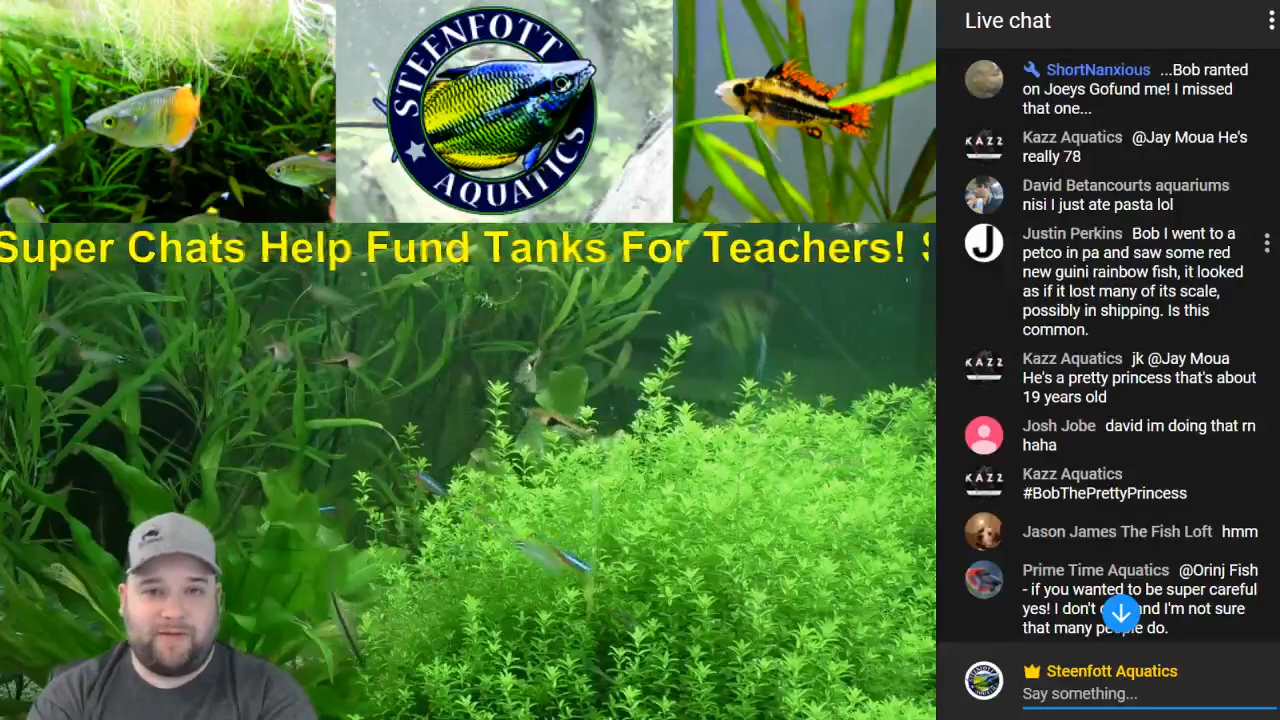 STEENFOTT
AQUATICS
Super Chats Help Fund Tanks For Teachers!
Live chat
ShortNanxious ...Bob ranted
on Joeys Gofund me! I missed
that one...
KAZZ
Kazz Aquatics @Jay Moua He's
really 78
David Betancourts aquariums
nisi I just ate pasta lol
J
Justin Perkins Bob I went to a
petco in pa and saw some red
new guini rainbow fish, it looked
as if it lost many of its scale,
possibly in shipping. Is this
common.
KAZZ
Kazz Aquatics jk @Jay Moua
He's a pretty princess that's about
19 years old
Josh Jobe david im doing that rn
haha
KAZZ
Kazz Aquatics
#BobThePrettyPrincess
Jason James The Fish Loft hmm
Prime Time Aquatics @Orinj Fish
- if you wanted to be super careful
yes! I don't and I'm not sure
that many people do.
Steenfott Aquatics
Say something...